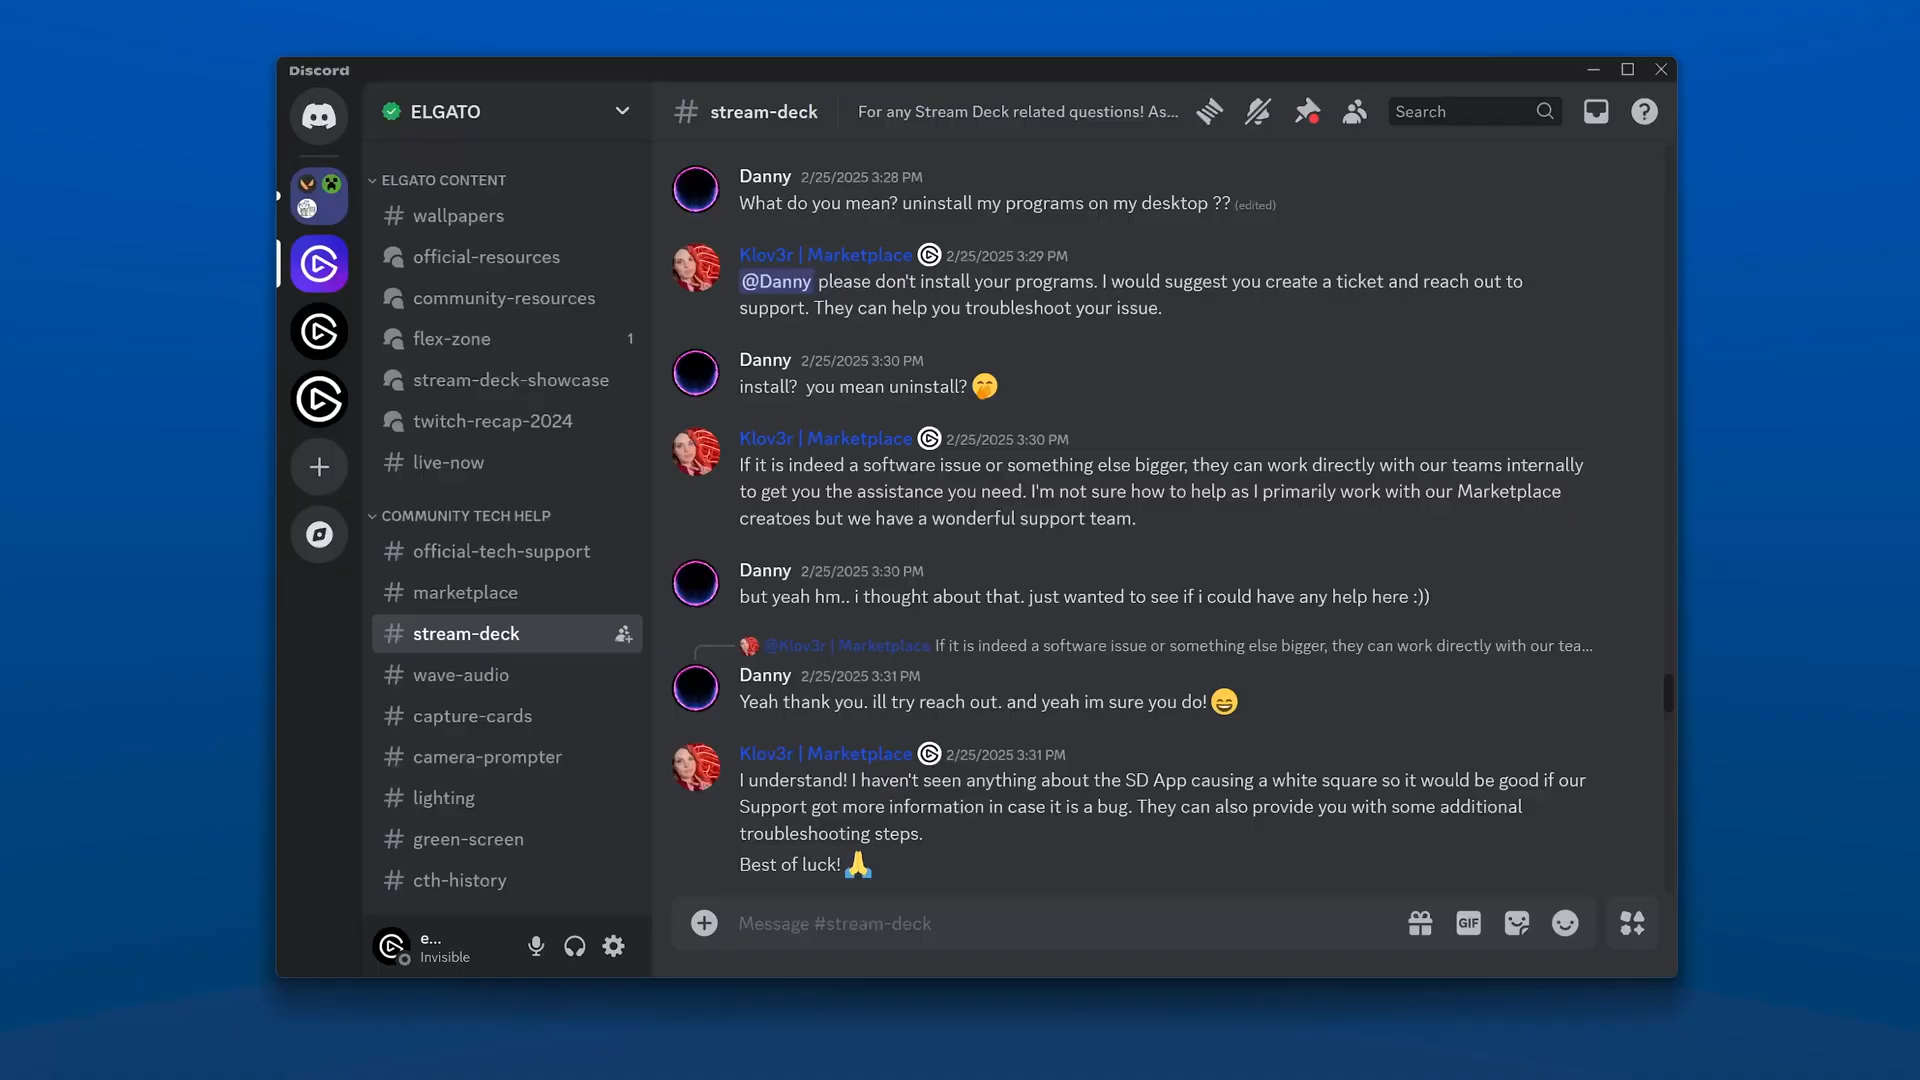 Discord
ELGATO
ELGATO CONTENT
wallpapers
official-resources
community-resources
flex-zone
1
stream-deck-showcase
twitch-recap-2024
live-now
COMMUNITY TECH HELP
official-tech-support
marketplace
stream-deck
wave-audio
capture-cards
camera-prompter
lighting
green-screen
cth-history
e...
Invisible
stream-deck
For any Stream Deck related questions! As...
Search
Danny 2/25/2025 3:28 PM
What do you mean? uninstall my programs on my desktop ?? (edited)
Klov3r | Marketplace 2/25/2025 3:29 PM
@Danny please don't install your programs. I would suggest you create a ticket and reach out to
support. They can help you troubleshoot your issue.
Danny 2/25/2025 3:30 PM
install? you mean uninstall? 🤭
Klov3r | Marketplace 2/25/2025 3:30 PM
If it is indeed a software issue or something else bigger, they can work directly with our teams internally
to get you the assistance you need. I'm not sure how to help as I primarily work with our Marketplace
creatoes but we have a wonderful support team.
Danny 2/25/2025 3:30 PM
but yeah hm.. i thought about that. just wanted to see if i could have any help here :))
@Klov3r | Marketplace If it is indeed a software issue or something else bigger, they can work directly with our tea...
Danny 2/25/2025 3:31 PM
Yeah thank you. ill try reach out. and yeah im sure you do! 😄
Klov3r | Marketplace 2/25/2025 3:31 PM
I understand! I haven't seen anything about the SD App causing a white square so it would be good if our
Support got more information in case it is a bug. They can also provide you with some additional
troubleshooting steps.
Best of luck! 🙏
Message #stream-deck
GIF